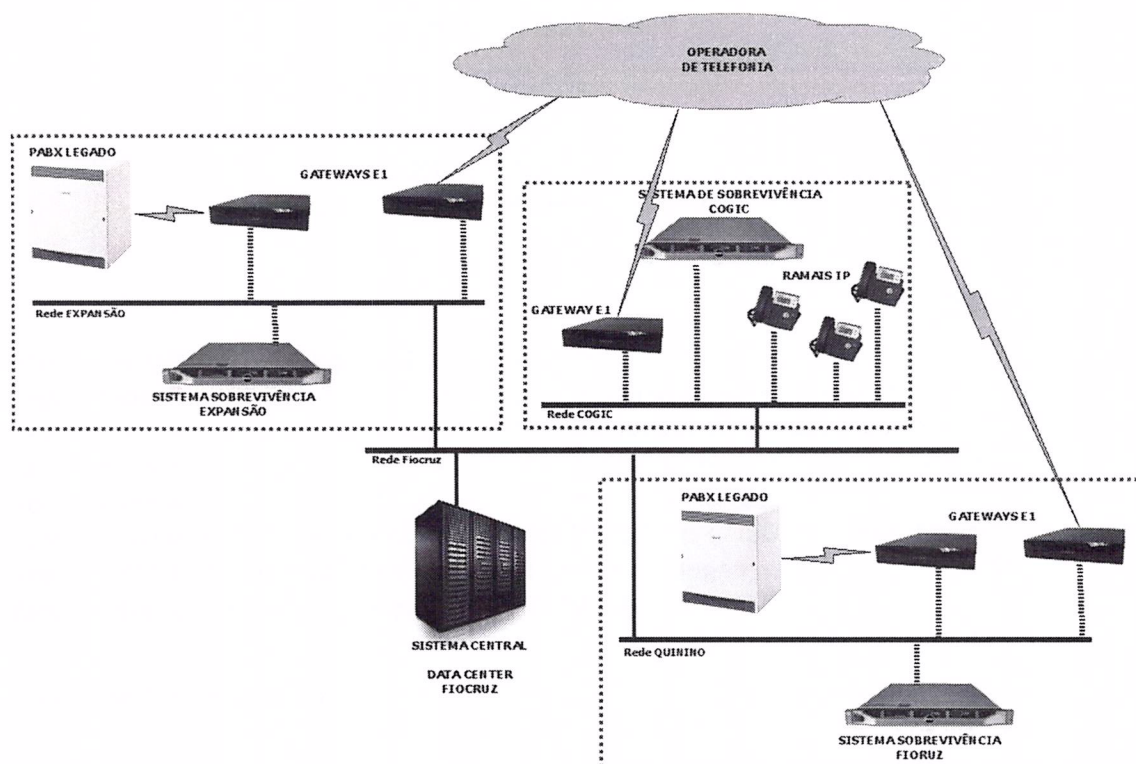 OPERADORA
DE TELEFONIA
PABX LEGADO
GATEWAYS E1
Rede EXPANSÃO
SISTEMA SOBREVIVÊNCIA
EXPANSÃO
SISTEMA DE SOBREVIVÊNCIA
COGIC
RAMAIS IP
GATEWAY E1
Rede COGIC
Rede Fiocruz
SISTEMA CENTRAL
DATA CENTER
FIOCRUZ
PABX LEGADO
GATEWAYS E1
Rede QUININO
SISTEMA SOBREVIVÊNCIA
FIORUZ